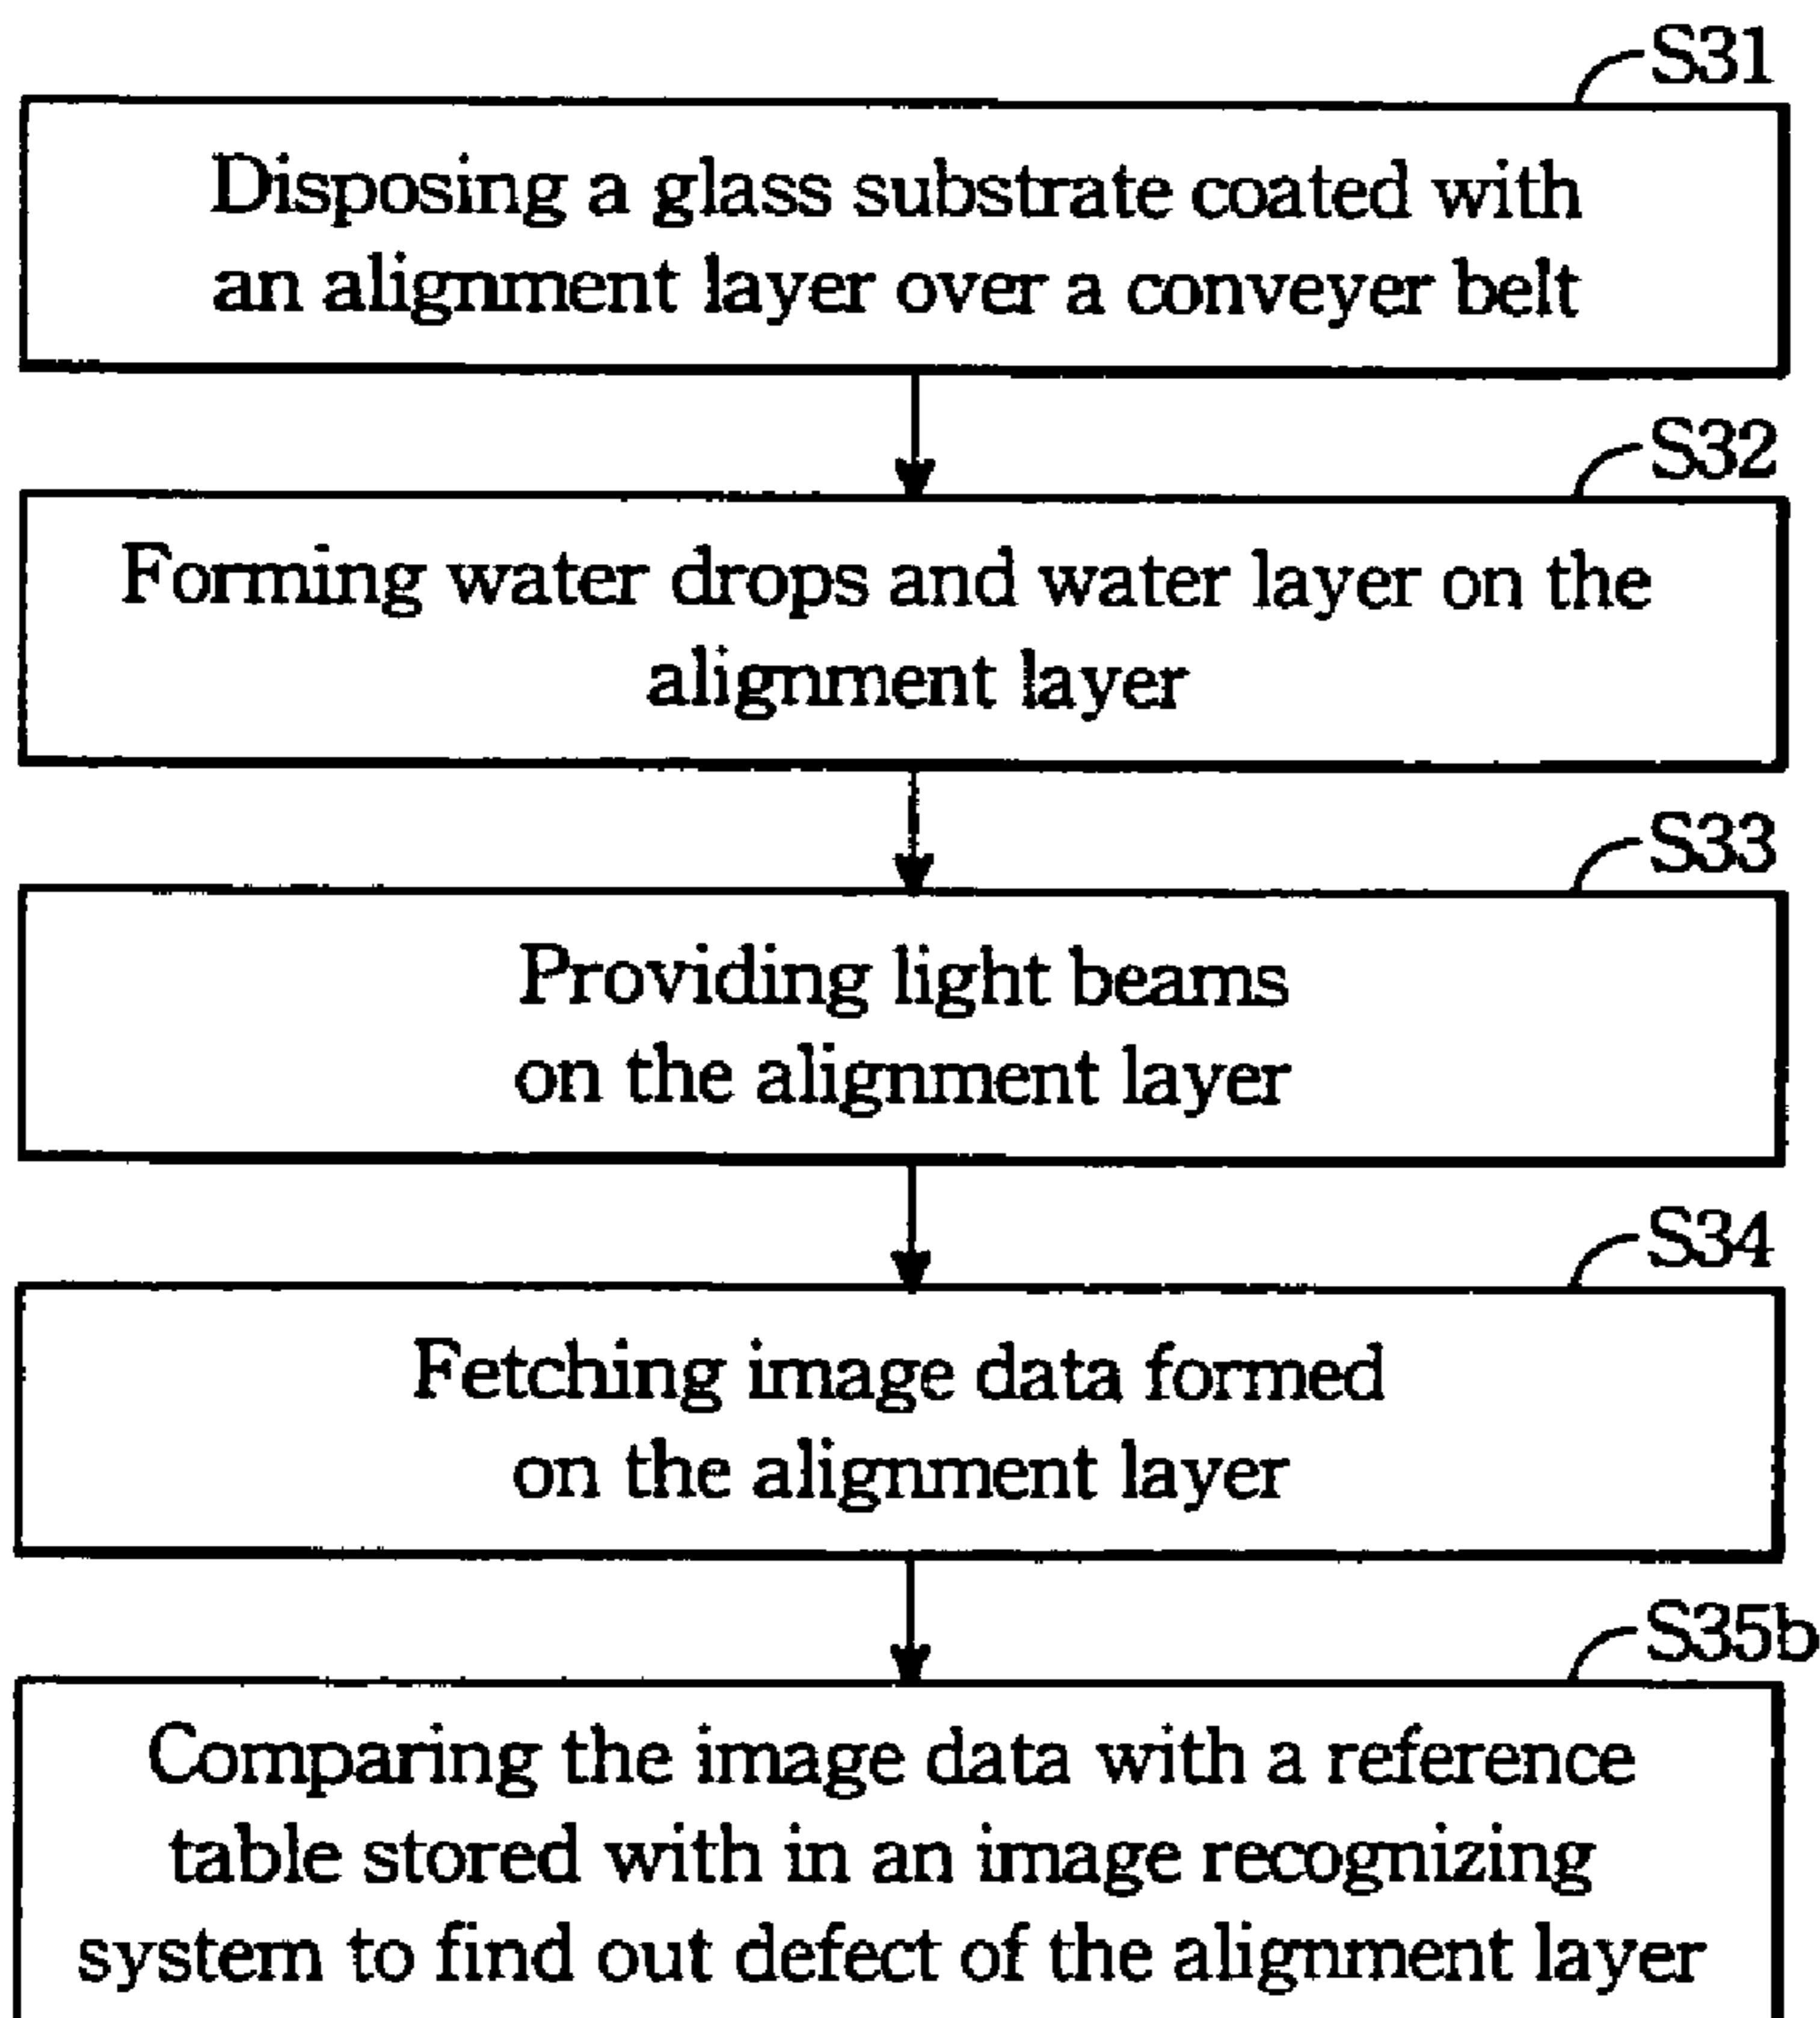 S31
Disposing a glass substrate coated with
an alignment layer over a conveyer belt
S32
Forming water drops and water layer on the
alignment layer
S33
Providing light beams
on the alignment layer
S34
Fetching image data formed
on the alignment layer
S35b
Comparing the image data with a reference
table stored with in an image recognizing
system to find out defect of the alignment layer